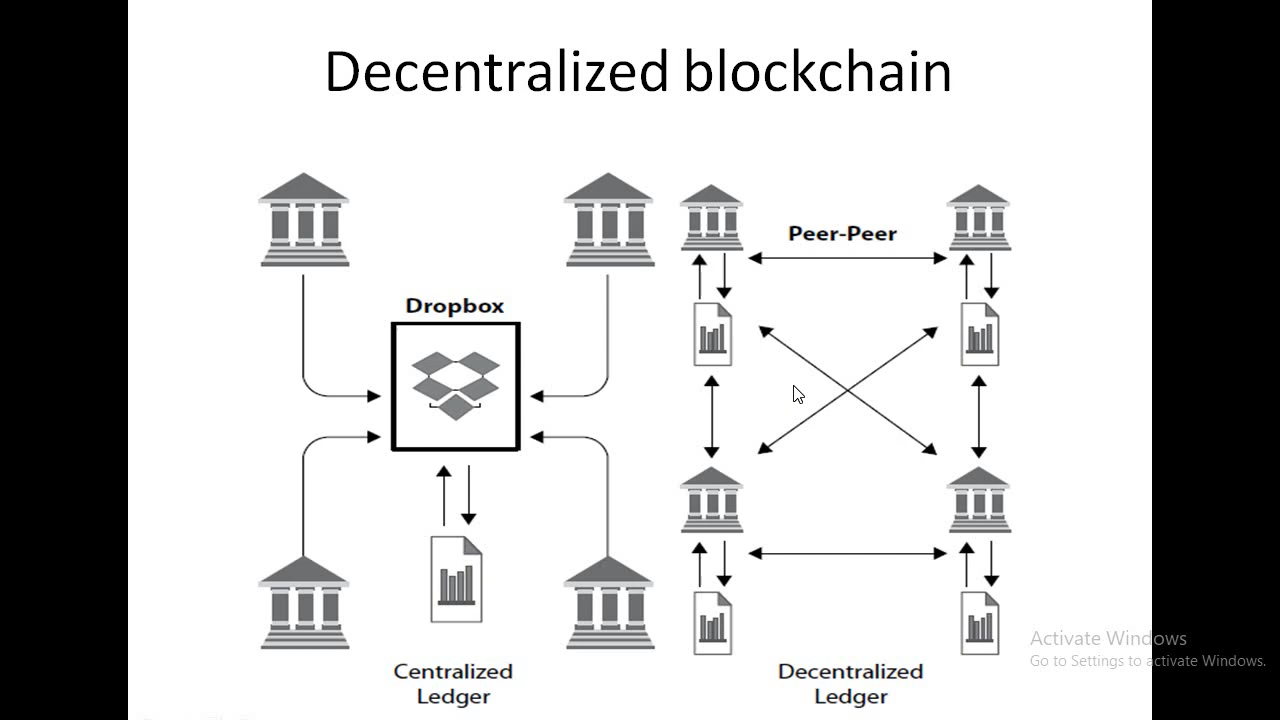 Decentralized blockchain
Peer-Peer
Dropbox
Centralized
Ledger
Decentralized
Ledger
Activate Windows
Go to Settings to activate Windows.